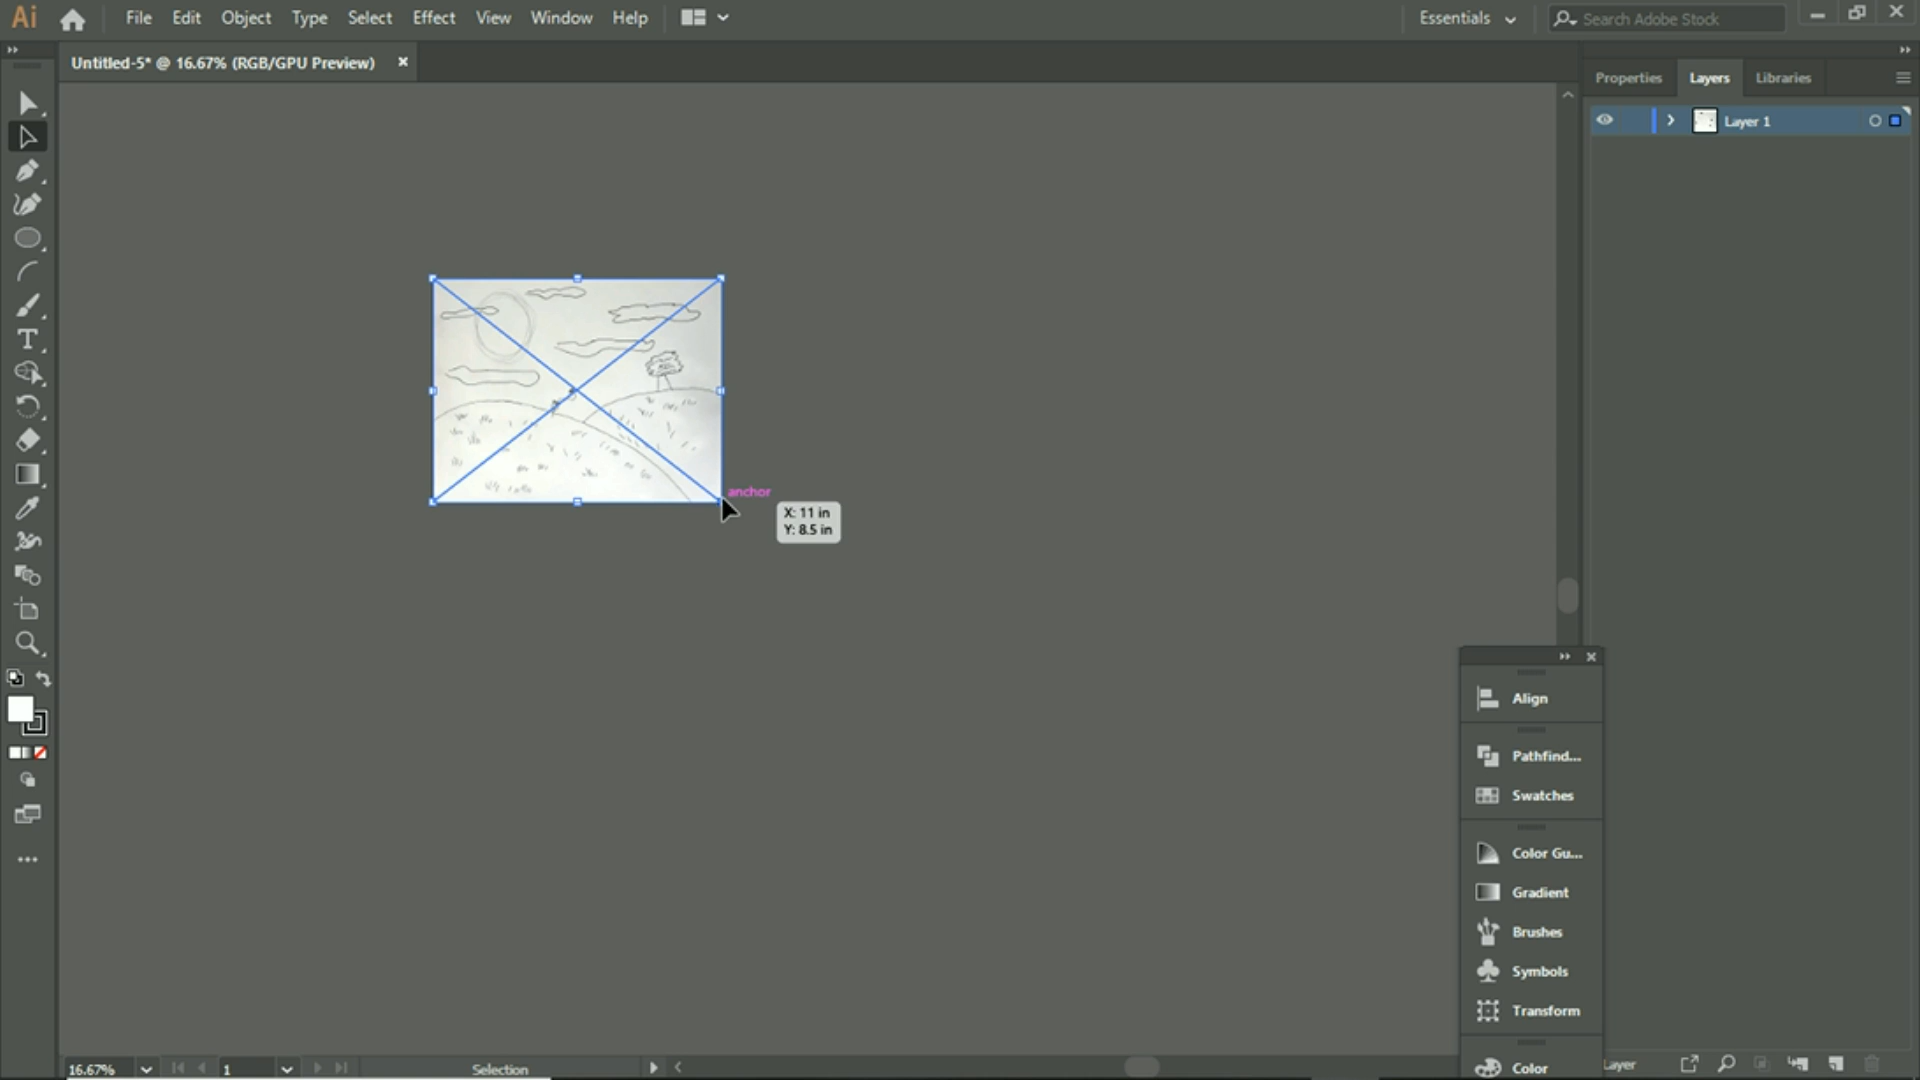 Ai File Edit Object Type Select Effect View Window Help Essentials Search Adobe Stock
Untitled-5* @ 16.67% (RGB/GPU Preview)
Properties Layers Libraries
Layer 1
anchor
X: 11 in
Y: 8.5 in
T
Align
Pathfind...
Swatches
Color Gu...
Gradient
Brushes
Symbols
Transform
Color
Layer
16.67% 1 Selection